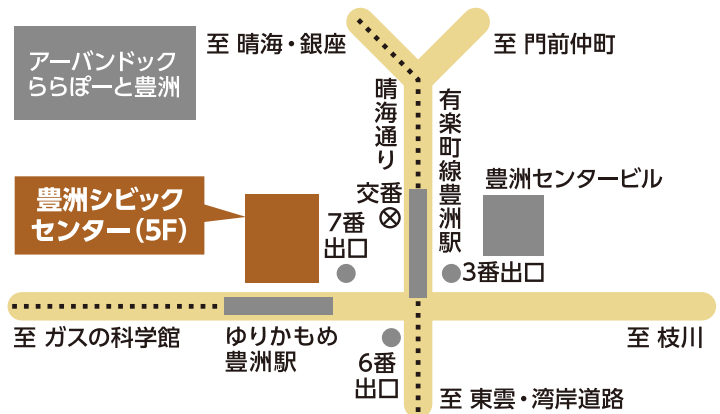 アーバンドック
ららぽーと豊洲
至 晴海・銀座
至 門前仲町
晴海通り
有楽町線豊洲駅
豊洲シビック
センター（5F）
交番
7番
出口
豊洲センタービル
3番出口
至 ガスの科学館
ゆりかもめ
豊洲駅
6番
出口
至 枝川
至 東雲・湾岸道路